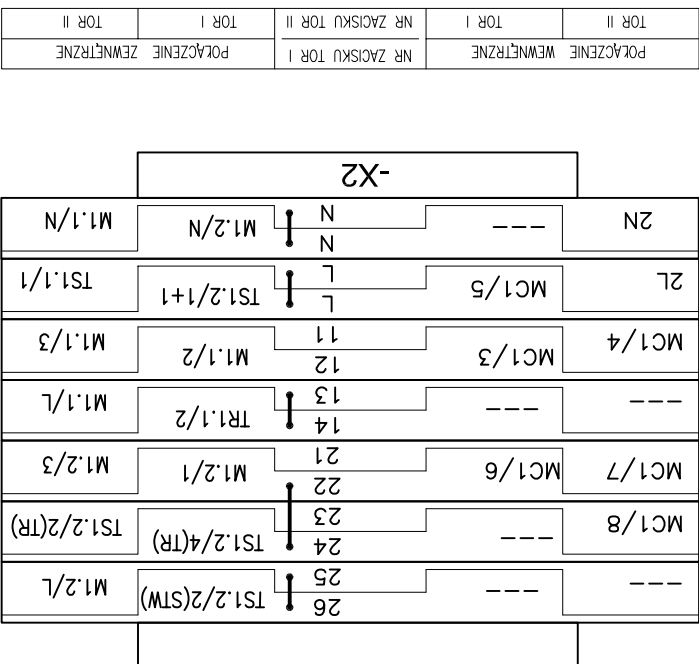 --- --- 26 TS1.2/2(STW) M1.2/L
25
MC1/8 --- 24 TS1.2/4(TR) TS1.2/2(TR)
23
MC1/7 MC1/6 22 M1.2/1 M1.2/3
21
--- --- 14 TR1.1/2 M1.1/L
13
MC1/4 MC1/3 12 M1.1/2 M1.1/3
11
2L MC1/5 L TS1.2/1+1 TS1.1/1
L
2N --- N M1.2/N M1.1/N
N
-X2
POŁĄCZENIE WEWNĘTRZNE NR ZACISKU TOR I POŁĄCZENIE ZEWNĘTRZNE
TOR II TOR I NR ZACISKU TOR II TOR I TOR II